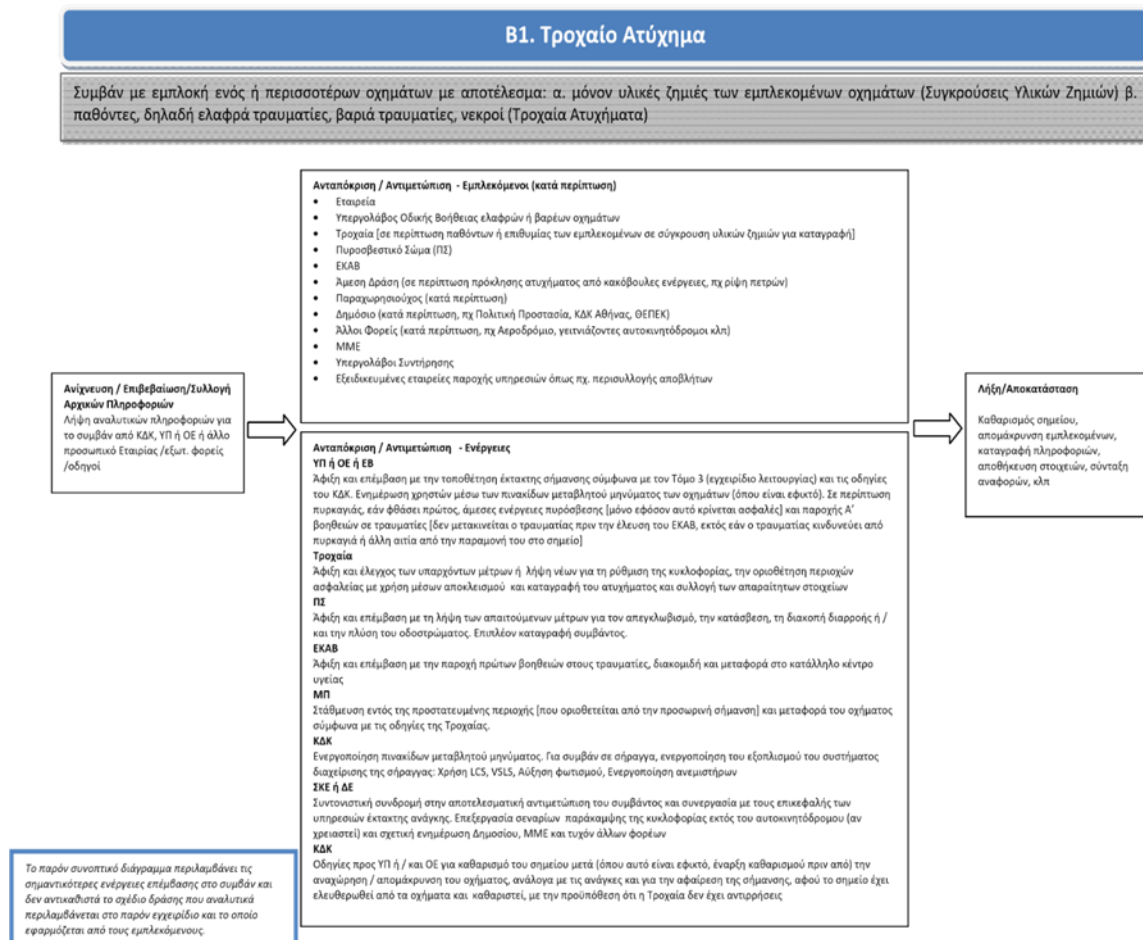 Β1. Τροχαίο Ατύχημα
Συμβάν με εμπλοκή ενός ή περισσοτέρων οχημάτων με αποτέλεσμα: α. μόνον υλικές ζημιές των εμπλεκομένων οχημάτων (Συγκρούσεις Υλικών Ζημιών) β.
παθόντες, δηλαδή ελαφρά τραυματίες, βαριά τραυματίες, νεκροί (Τροχαία Ατυχήματα)
Ανίχνευση / Επιβεβαίωση/Συλλογή
Αρχικών Πληροφοριών
Λήψη αναλυτικών πληροφοριών για
το συμβάν από ΚΔΚ, ΥΠ ή ΟΕ ή άλλο
προσωπικό Εταιρίας /εξωτ. φορείς
/οδηγοί
Ανταπόκριση / Αντιμετώπιση - Εμπλεκόμενοι (κατά περίπτωση)
• Εταιρεία
• Υπεργολάβος Οδικής Βοήθειας ελαφρών ή βαρέων οχημάτων
• Τροχαία [σε περίπτωση παθόντων ή επιθυμίας των εμπλεκομένων σε σύγκρουση υλικών ζημιών για καταγραφή]
• Πυροσβεστικό Σώμα (ΠΣ)
• ΕΚΑΒ
• Άμεση Δράση (σε περίπτωση πρόκλησης ατυχήματος από κακόβουλες ενέργειες, πχ ρίψη πετρών)
• Παραχωρησιούχος (κατά περίπτωση)
• Δημόσιο (κατά περίπτωση, πχ Πολιτική Προστασία, ΚΔΚ Αθήνας, ΘΕΠΕΚ)
• Άλλοι Φορείς (κατά περίπτωση, πχ Αεροδρόμιο, γειτνιάζοντες αυτοκινητόδρομοι κλπ)
• ΜΜΕ
• Υπεργολάβοι Συντήρησης
• Εξειδικευμένες εταιρείες παροχής υπηρεσιών όπως πχ. περισυλλογής αποβλήτων
Ανταπόκριση / Αντιμετώπιση - Ενέργειες
ΥΠ ή ΟΕ ή ΕΒ
Άφιξη και επέμβαση με την τοποθέτηση έκτακτης σήμανσης σύμφωνα με τον Τόμο 3 (εγχειρίδιο λειτουργίας) και τις οδηγίες
του ΚΔΚ. Ενημέρωση χρηστών μέσω των πινακίδων μεταβλητού μηνύματος των οχημάτων (όπου είναι εφικτό). Σε περίπτωση
πυρκαγιάς, εάν φθάσει πρώτος, άμεσες ενέργειες πυρόσβεσης [μόνο εφόσον αυτό κρίνεται ασφαλές] και παροχής Α'
βοηθειών σε τραυματίες [δεν μετακινείται ο τραυματίας πριν την έλευση του ΕΚΑΒ, εκτός εάν ο τραυματίας κινδυνεύει από
πυρκαγιά ή άλλη αιτία από την παραμονή του στο σημείο]
Τροχαία
Άφιξη και έλεγχος των υπαρχόντων μέτρων ή λήψη νέων για τη ρύθμιση της κυκλοφορίας, την οριοθέτηση περιοχών
ασφαλείας με χρήση μέσων αποκλεισμού και καταγραφή του ατυχήματος και συλλογή των απαραίτητων στοιχείων
ΠΣ
Άφιξη και επέμβαση με τη λήψη των απαιτούμενων μέτρων για τον απεγκλωβισμό, την κατάσβεση, τη διακοπή διαρροής ή /
και την πλύση του οδοστρώματος. Επιπλέον καταγραφή συμβάντος.
ΕΚΑΒ
Άφιξη και επέμβαση με την παροχή πρώτων βοηθειών στους τραυματίες, διακομιδή και μεταφορά στο κατάλληλο κέντρο
υγείας
ΜΠ
Στάθμευση εντός της προστατευμένης περιοχής [που οριοθετείται από την προσωρινή σήμανση] και μεταφορά του οχήματος
σύμφωνα με τις οδηγίες της Τροχαίας.
ΚΔΚ
Ενεργοποίηση πινακίδων μεταβλητού μηνύματος. Για συμβάν σε σήραγγα, ενεργοποίηση του εξοπλισμού του συστήματος
διαχείρισης της σήραγγας: Χρήση LCS, VSLS, Αύξηση φωτισμού, Ενεργοποίηση ανεμιστήρων
ΣΚΕ ή ΔΕ
Συντονιστική συνδρομή στην αποτελεσματική αντιμετώπιση του συμβάντος και συνεργασία με τους επικεφαλής των
υπηρεσιών έκτακτης ανάγκης. Επεξεργασία σεναρίων παράκαμψης της κυκλοφορίας εκτός του αυτοκινητόδρομου (αν
χρειαστεί) και σχετική ενημέρωση Δημοσίου, ΜΜΕ και τυχόν άλλων φορέων
ΚΔΚ
Οδηγίες προς ΥΠ ή / και ΟΕ για καθαρισμό του σημείου μετά (όπου αυτό είναι εφικτό, έναρξη καθαρισμού πριν από) την
αναχώρηση / απομάκρυνση του οχήματος, ανάλογα με τις ανάγκες και για την αφαίρεση της σήμανσης, αφού το σημείο έχει
ελευθερωθεί από τα οχήματα και καθαριστεί, με την προϋπόθεση ότι η Τροχαία δεν έχει αντιρρήσεις
Λήξη/Αποκατάσταση
Καθαρισμός σημείου,
απομάκρυνση εμπλεκομένων,
καταγραφή πληροφοριών,
αποθήκευση στοιχείων, σύνταξη
αναφορών, κλπ
Το παρόν συνοπτικό διάγραμμα περιλαμβάνει τις
σημαντικότερες ενέργειες επέμβασης στο συμβάν και
δεν αντικαθιστά το σχέδιο δράσης που αναλυτικά
περιλαμβάνεται στο παρόν εγχειρίδιο και το οποίο
εφαρμόζεται από τους εμπλεκόμενους.